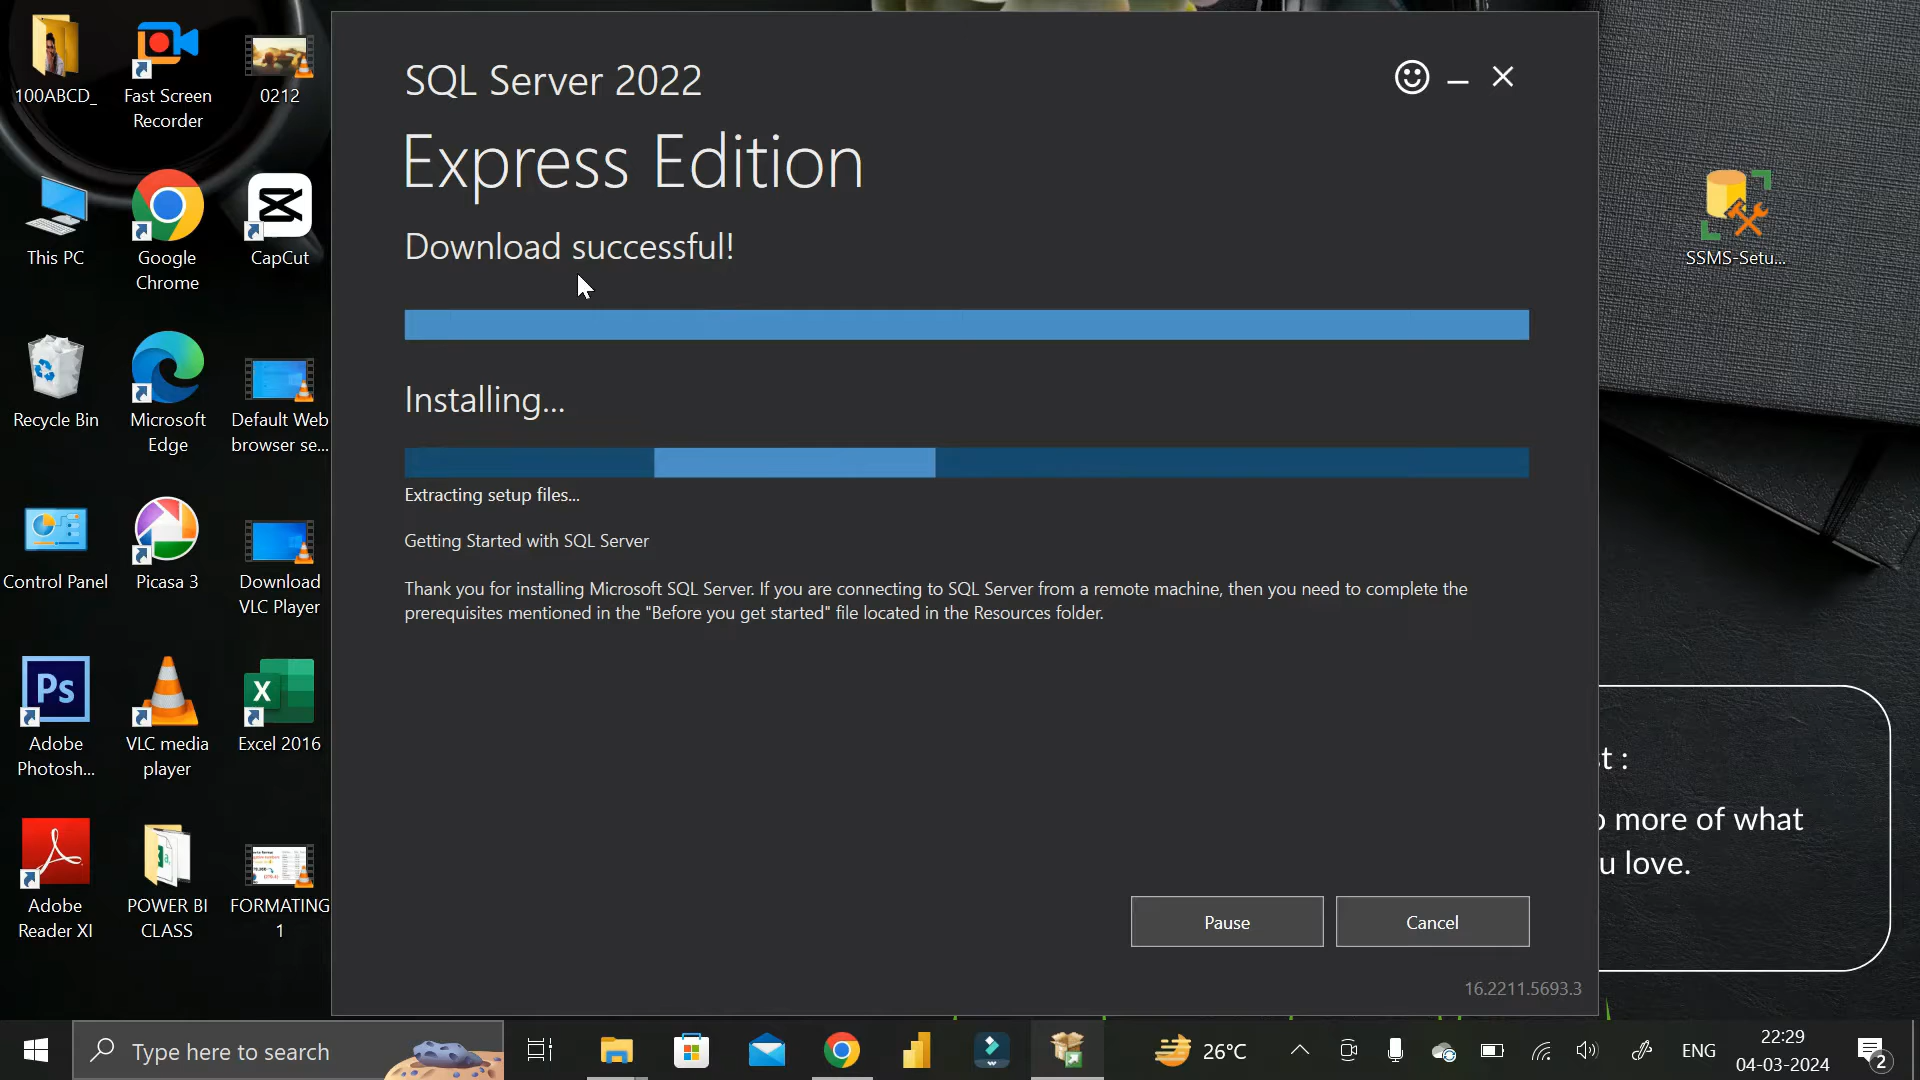 100ABCD_
Fast Screen
Recorder
0212
This PC
Google
Chrome
CapCut
Recycle Bin
Microsoft
Edge
Default Web
browser se...
Control Panel
Picasa 3
Download
VLC Player
Ps
Adobe
Photosh...
VLC media
player
Excel 2016
Adobe
Reader XI
POWER BI
CLASS
FORMATING
1
SQL Server 2022
Express Edition
Download successful!
Installing...
Extracting setup files...
Getting Started with SQL Server
Thank you for installing Microsoft SQL Server. If you are connecting to SQL Server from a remote machine, then you need to complete the
prerequisites mentioned in the "Before you get started" file located in the Resources folder.
Pause
Cancel
16.2211.5693.3
SSMS-Setu...
t :
more of what
u love.
Type here to search
26°C
ENG
22:29
04-03-2024
2